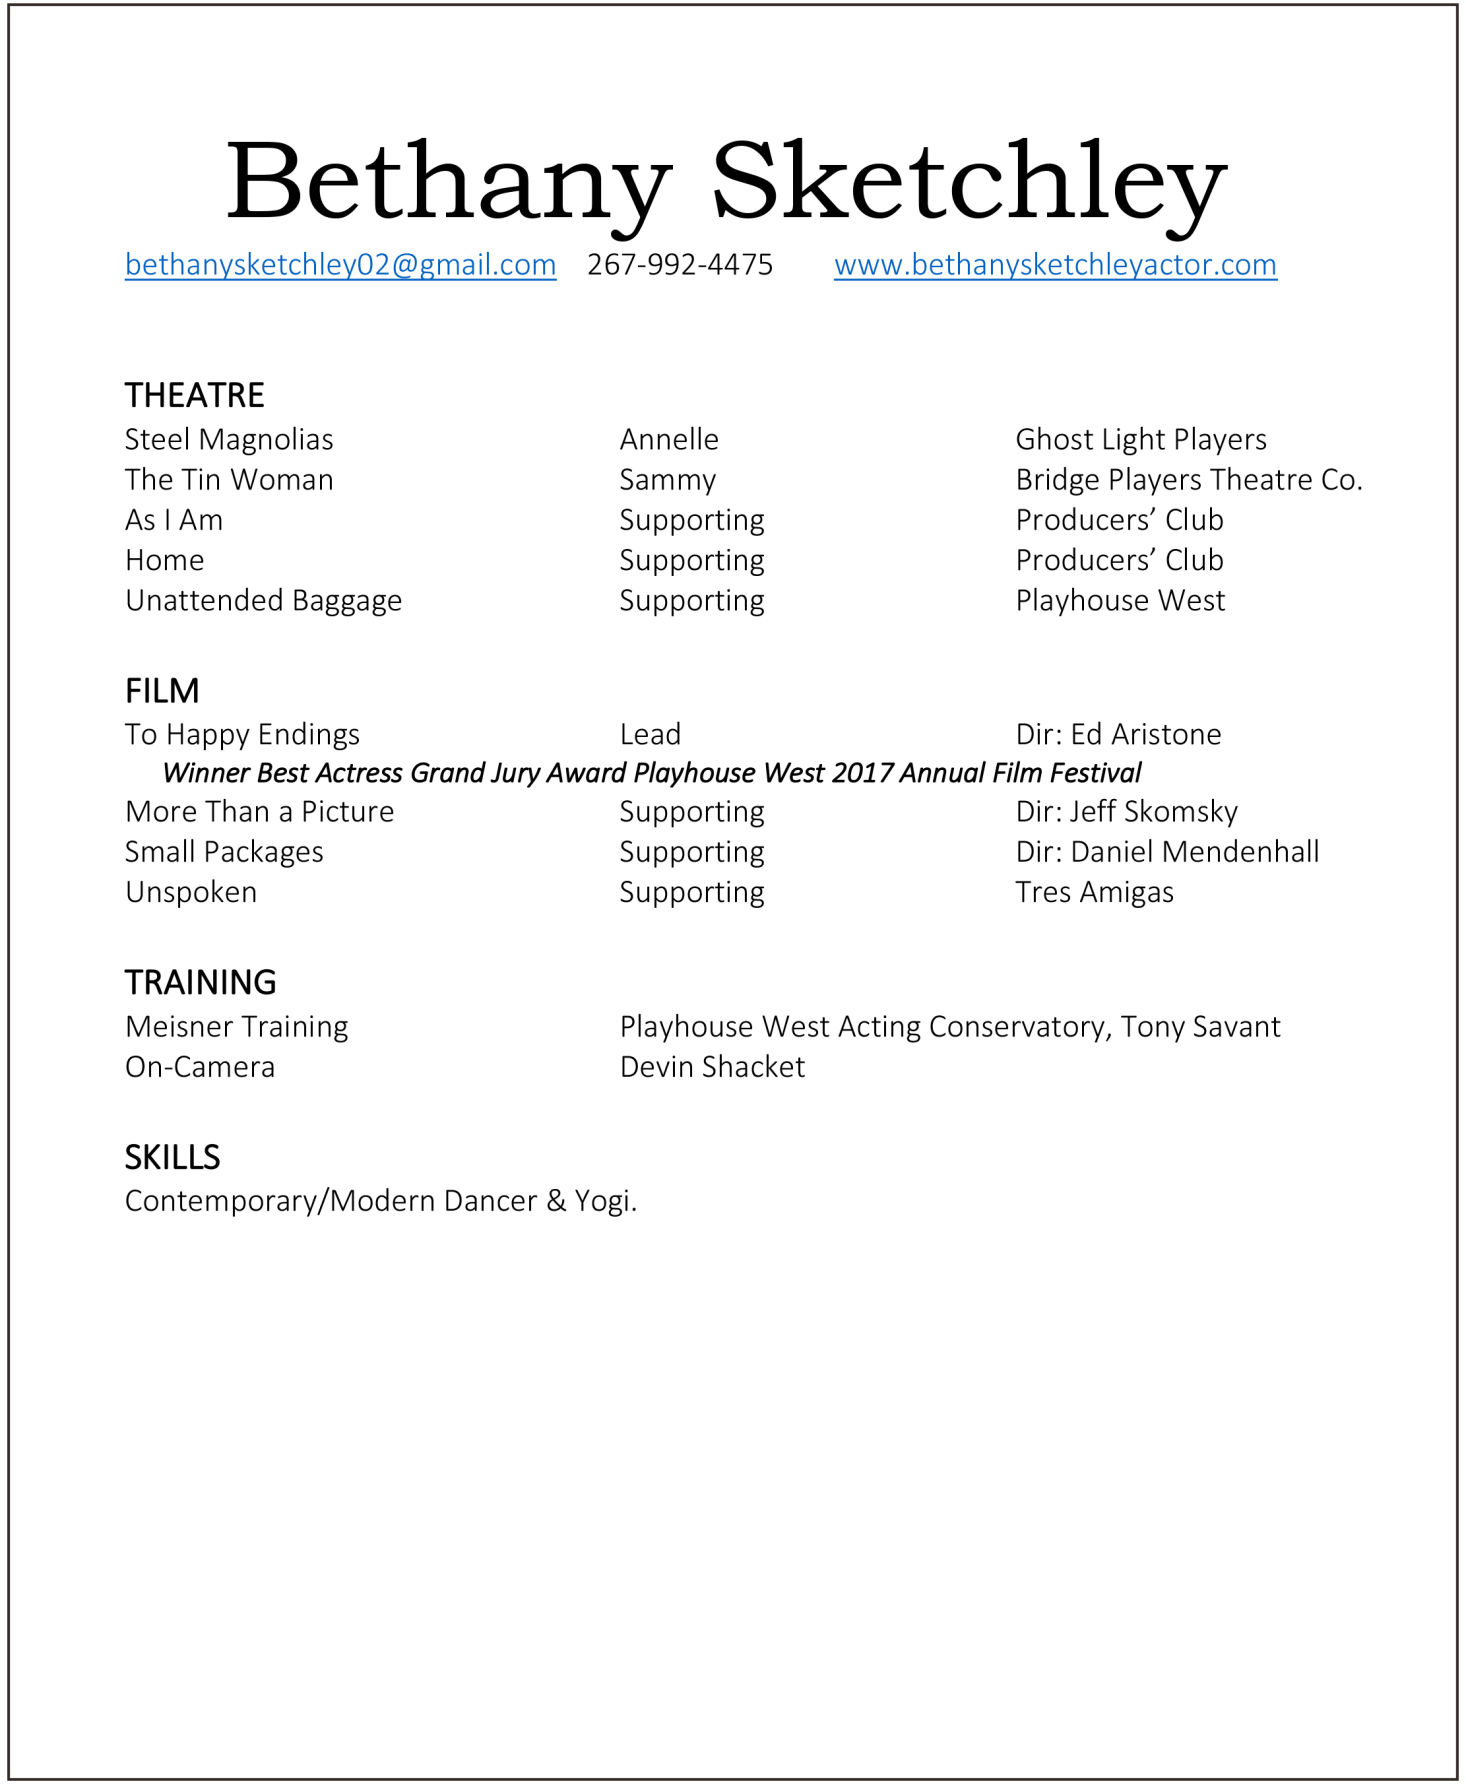 Bethany Sketchley
bethanysketchley02@gmail.com 267-992-4475 www.bethanysketchleyactor.com
THEATRE
Steel Magnolias Annelle Ghost Light Players
The Tin Woman Sammy Bridge Players Theatre Co.
As I Am Supporting Producers’ Club
Home Supporting Producers’ Club
Unattended Baggage Supporting Playhouse West
FILM
To Happy Endings Lead Dir: Ed Aristone
Winner Best Actress Grand Jury Award Playhouse West 2017 Annual Film Festival
More Than a Picture Supporting Dir: Jeff Skomsky
Small Packages Supporting Dir: Daniel Mendenhall
Unspoken Supporting Tres Amigas
TRAINING
Meisner Training Playhouse West Acting Conservatory, Tony Savant
On-Camera Devin Shacket
SKILLS
Contemporary/Modern Dancer & Yogi.